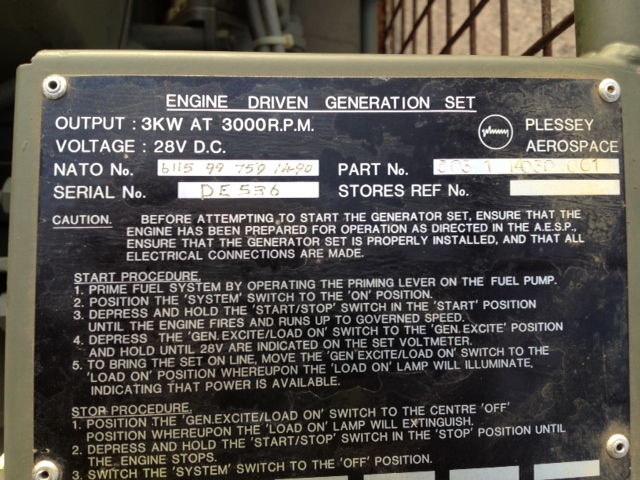 ENGINE DRIVEN GENERATION SET
OUTPUT : 3KW AT 3000R.P.M.
VOLTAGE : 28V D.C.
PLESSEY
AEROSPACE
NATO No. 6115 99 759 1490
PART No. 303 1 14030 001
SERIAL No. DE536
STORES REF No.
CAUTION. BEFORE ATTEMPTING TO START THE GENERATOR SET, ENSURE THAT THE
ENGINE HAS BEEN PREPARED FOR OPERATION AS DIRECTED IN THE A.E.S.P.,
ENSURE THAT THE GENERATOR SET IS PROPERLY INSTALLED, AND THAT ALL
ELECTRICAL CONNECTIONS ARE MADE.
START PROCEDURE.
1. PRIME FUEL SYSTEM BY OPERATING THE PRIMING LEVER ON THE FUEL PUMP.
2. POSITION THE 'SYSTEM' SWITCH TO THE 'ON' POSITION.
3. DEPRESS AND HOLD THE 'START/STOP' SWITCH IN THE 'START' POSITION
UNTIL THE ENGINE FIRES AND RUNS UP TO GOVERNED SPEED.
4. DEPRESS THE 'GEN.EXCITE/LOAD ON' SWITCH TO THE 'GEN.EXCITE' POSITION
AND HOLD UNTIL 28V ARE INDICATED ON THE SET VOLTMETER.
5. TO BRING THE SET ON LINE, MOVE THE 'GEN.EXCITE/LOAD ON' SWITCH TO THE
'LOAD ON' POSITION WHEREUPON THE 'LOAD ON' LAMP WILL ILLUMINATE,
INDICATING THAT POWER IS AVAILABLE.
STOP PROCEDURE.
1. POSITION THE 'GEN.EXCITE/LOAD ON' SWITCH TO THE CENTRE 'OFF'
POSITION WHEREUPON THE 'LOAD ON' LAMP WILL EXTINGUISH.
2. DEPRESS AND HOLD THE 'START/STOP' SWITCH IN THE 'STOP' POSITION UNTIL
THE ENGINE STOPS.
3. SWITCH THE 'SYSTEM' SWITCH TO THE 'OFF' POSITION.